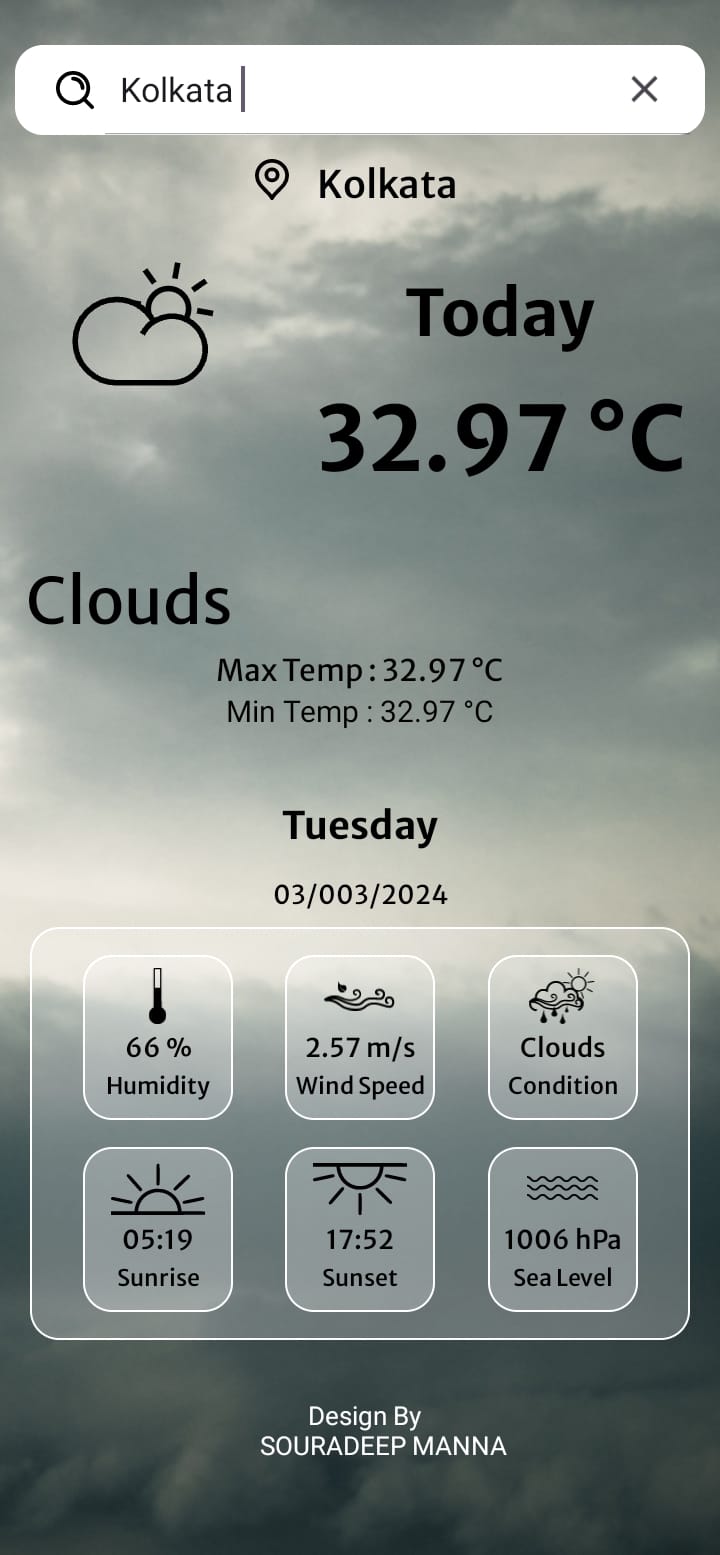 Kolkata
Kolkata
Today
32.97 °C
Clouds
Max Temp : 32.97 °C
Min Temp : 32.97 °C
Tuesday
03/003/2024
66 %
Humidity
2.57 m/s
Wind Speed
Clouds
Condition
05:19
Sunrise
17:52
Sunset
1006 hPa
Sea Level
Design By
SOURADEEP MANNA